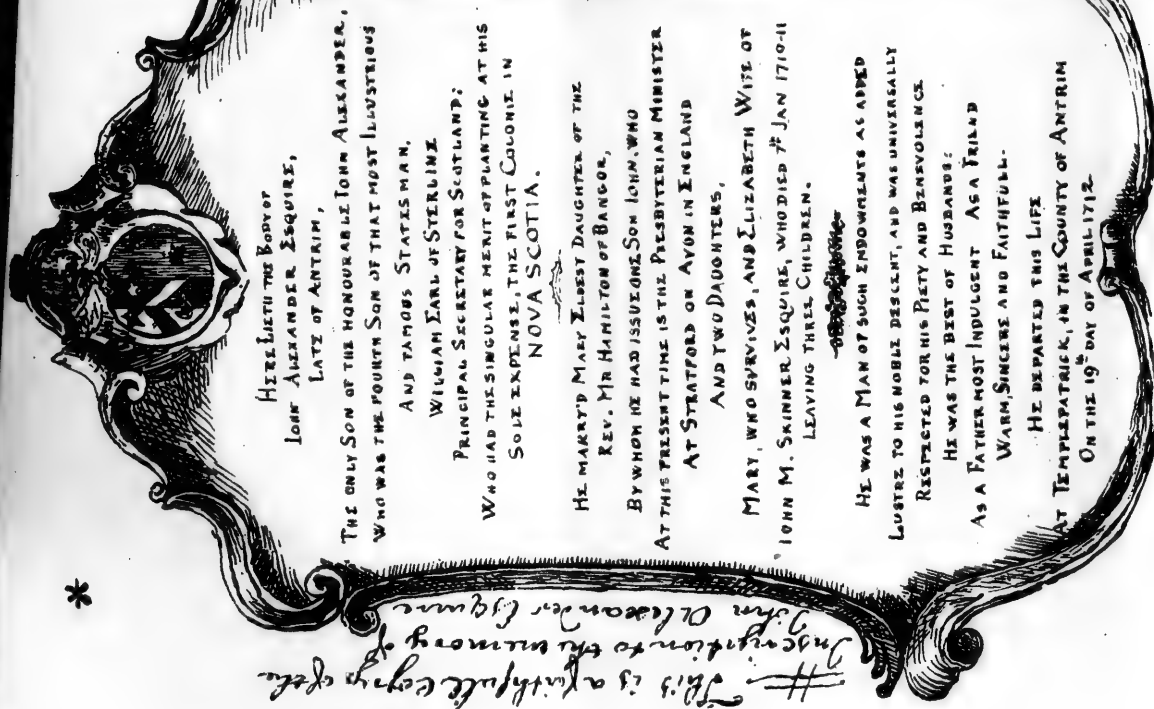 HERE LIETH THE BODY OF
IOHN ALEXANDER ESQUIRE,
LATE OF ANTRIM,
THE ONLY SON OF THE HONOURABLE IOHN ALEXANDER,
WHO WAS THE FOURTH SON OF THAT MOST ILLUSTRIOUS
AND FAMOUS STATESMAN,
WILLIAM EARL OF STERLINE
PRINCIPAL SECRETARY FOR SCOTLAND:
WHO HAD THE SINGULAR MERIT OF PLANTING AT HIS
SOLE EXPENSE, THE FIRST COLONIE IN
NOVA SCOTIA.
HE MARRY'D MARY ELDEST DAUGHTER OF THE
REV. MR HAMILTON OF BANGOR,
BY WHOM HE HAD ISSUE ONE SON IOHN, WHO
AT THIS PRESENT TIME IS THE PRESBYTERIAN MINISTER
AT STRATFORD ON AVON IN ENGLAND
AND TWO DAUGHTERS,
MARY, WHO SURVIVES, AND ELIZABETH WIFE OF
IOHN M. SKINNER ESQUIRE, WHO DIED 7th JAN 1710-11
LEAVING THREE CHILDREN.
HE WAS A MAN OF SUCH ENDOWMENTS AS ADDED
LUSTRE TO HIS NOBLE DESCENT, AND WAS UNIVERSALLY
RESPECTED FOR HIS PIETY AND BENEVOLENCE
HE WAS THE BEST OF HUSBANDS:
AS A FATHER MOST INDULGENT AS A FRIEND
WARM, SINCERE AND FAITHFULL.
HE DEPARTED THIS LIFE
AT TEMPLEPATRICK, IN THE COUNTY OF ANTRIM
ON THE 19th DAY OF APRIL 1712
*
# This is a faithfull Copy of the
Inscription to the memory of
John Alexander Esquire